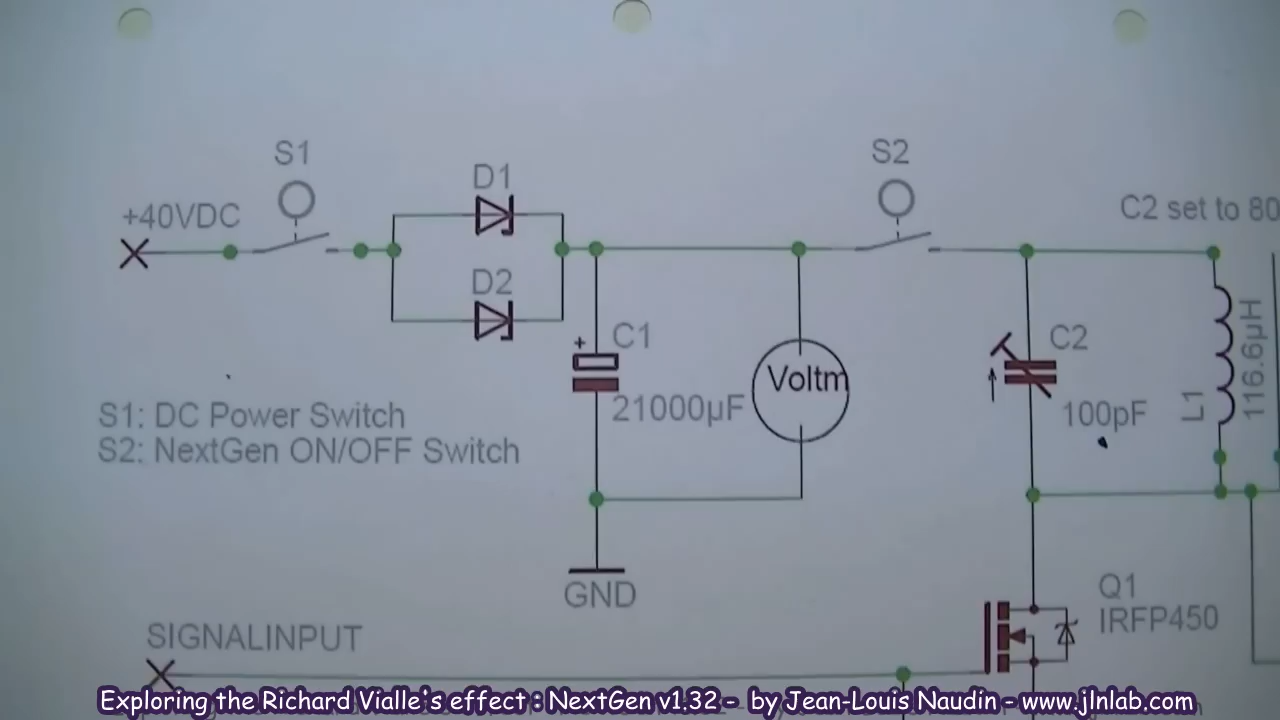 S1
S2
D1
+40VDC
C2 set to 80
D2
C1
C2
+
Voltm
116.6µH
L1
21000µF
100pF
S1: DC Power Switch
S2: NextGen ON/OFF Switch
GND
Q1
IRFP450
SIGNALINPUT
Exploring the Richard Vialle's effect : NextGen v1.32 - by Jean-Louis Naudin - www.jlnlab.com